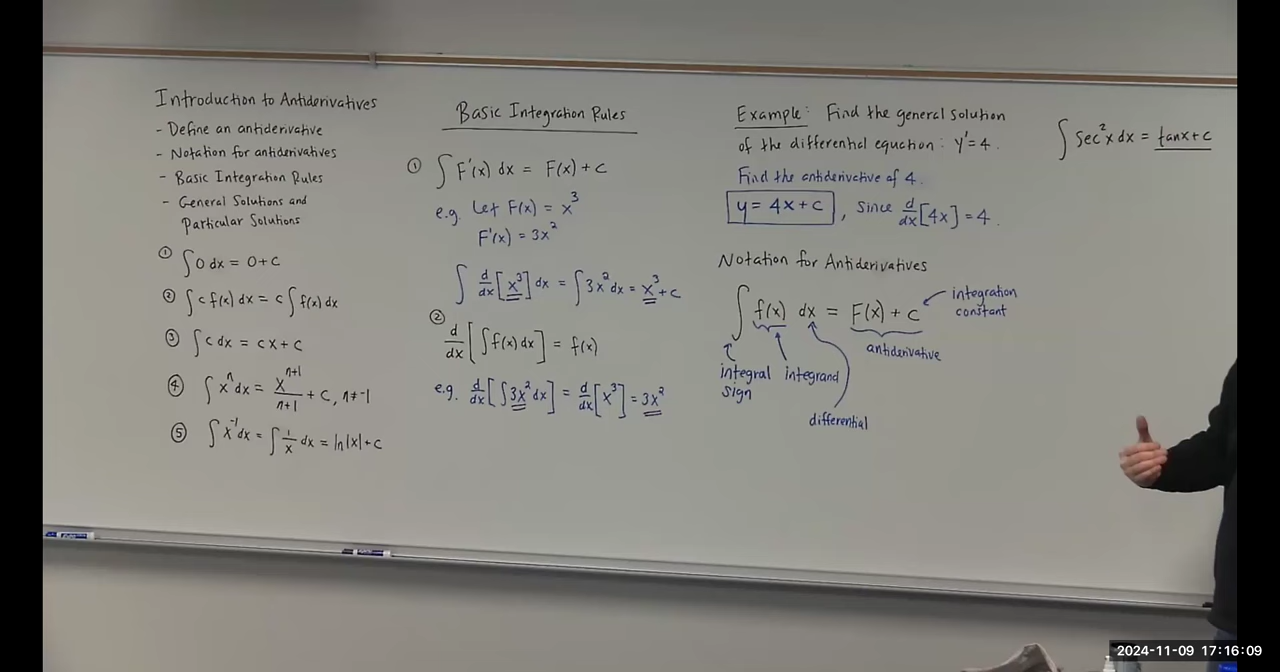 Introduction to Antiderivatives
- Define an antiderivative
- Notation for antiderivatives
- Basic Integration Rules
- General Solutions and
Particular Solutions
① ∫ 0 dx = 0 + C
② ∫ c f(x) dx = c ∫ f(x) dx
③ ∫ c dx = cx + C
④ ∫ xⁿ dx = xⁿ⁺¹/(n+1) + C, n ≠ -1
⑤ ∫ x⁻¹ dx = ∫ 1/x dx = ln|x| + C
Basic Integration Rules
① ∫ F'(x) dx = F(x) + C
e.g. Let F(x) = x³
F'(x) = 3x²
∫ d/dx [x³] dx = ∫ 3x² dx = x³ + C
②
d/dx [∫ f(x) dx] = f(x)
e.g. d/dx [∫ 3x² dx] = d/dx [x³] = 3x²
Example: Find the general solution
of the differential equation: y' = 4.
Find the antiderivative of 4.
y = 4x + C, since d/dx [4x] = 4.
Notation for Antiderivatives
∫ f(x) dx = F(x) + C
integration
constant
antiderivative
integral
sign
integrand
differential
∫ sec²x dx = tanx + C
2024-11-09 17:16:09